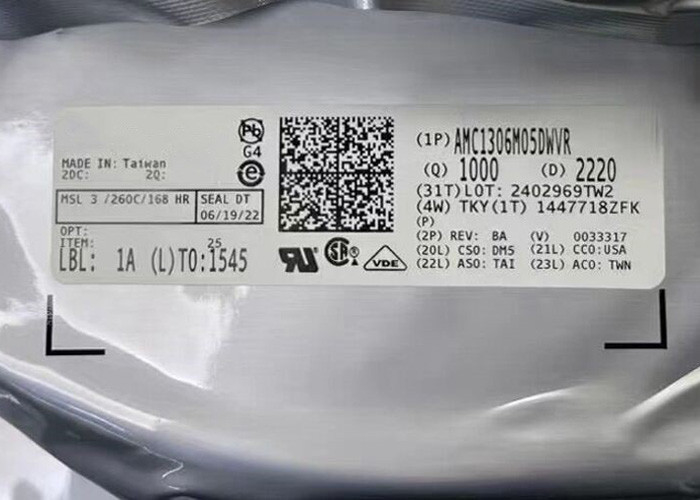 Pb
G4
e
MADE IN: Taiwan
2DC: 2Q:
MSL 3 /260C/168 HR
SEAL DT
06/19/22
OPT:
ITEM: 25
LBL: 1A (L)TO:1545
(1P) AMC1306M05DWVR
(Q) 1000 (D) 2220
(31T) LOT: 2402969TW2
(4W) TKY(1T) 1447718ZFK
(P)
(2P) REV: BA (V) 0033317
(20L) CSO: DM5 (21L) CCO:USA
(22L) ASO: TAI (23L) ACO: TWN
VDE